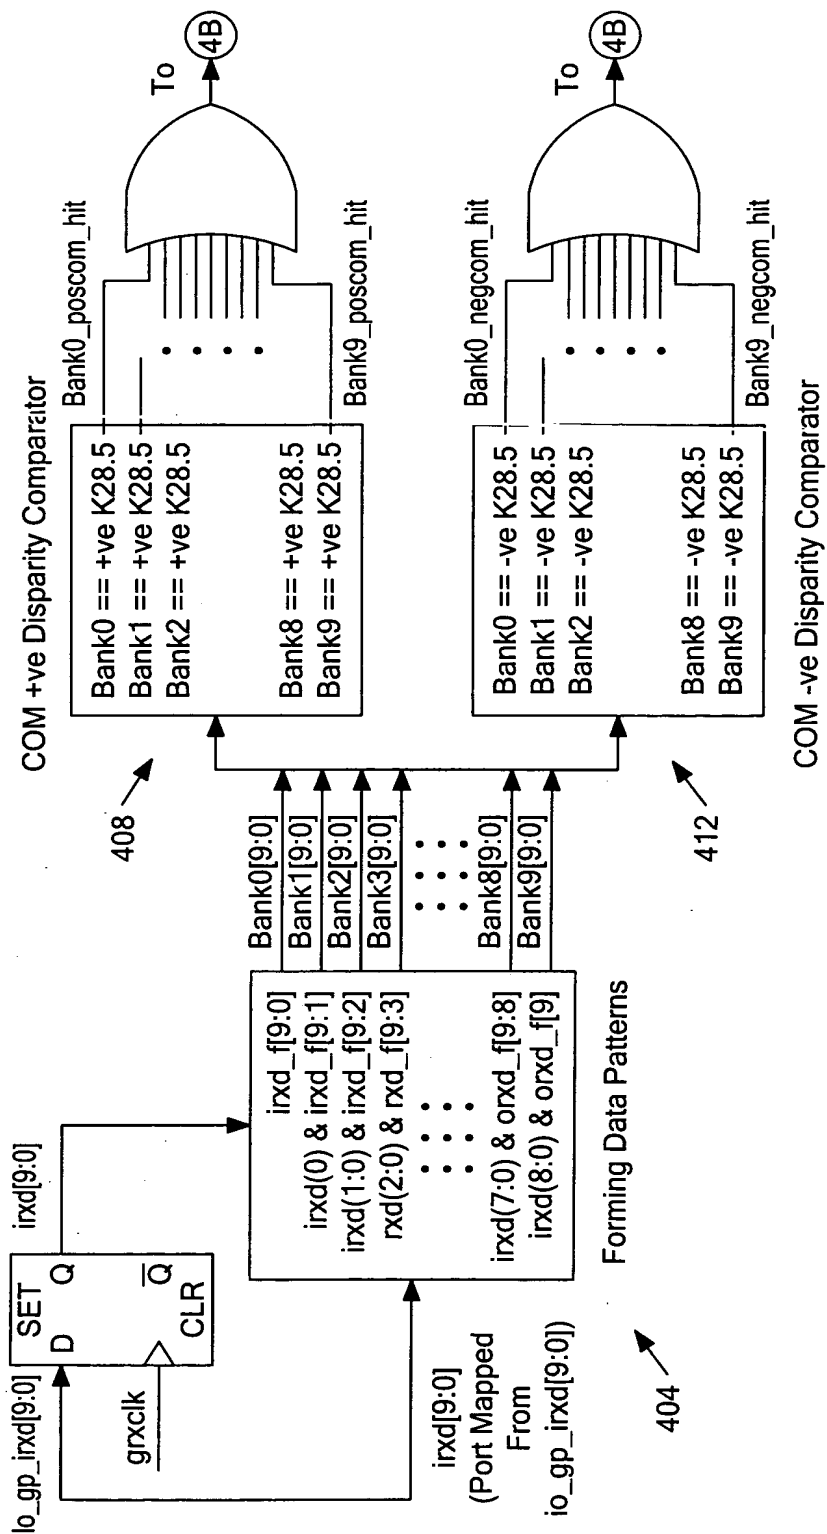 Io_gp_irxd[9:0]
D
SET
Q
Q
CLR
grxclk
irxd[9:0]
irxd[9:0]
(Port Mapped
From
io_gp_irxd[9:0])
404
irxd_f[9:0]
irxd(0) & irxd_f[9:1]
irxd(1:0) & irxd_f[9:2]
rxd(2:0) & rxd_f[9:3]
irxd(7:0) & orxd_f[9:8]
irxd(8:0) & orxd_f[9]
Forming Data Patterns
Bank0[9:0]
Bank1[9:0]
Bank2[9:0]
Bank3[9:0]
Bank8[9:0]
Bank9[9:0]
COM +ve Disparity Comparator
408
Bank0 == +ve K28.5
Bank1 == +ve K28.5
Bank2 == +ve K28.5
Bank8 == +ve K28.5
Bank9 == +ve K28.5
Bank0_poscom_hit
Bank9_poscom_hit
To
4B
412
Bank0 == -ve K28.5
Bank1 == -ve K28.5
Bank2 == -ve K28.5
Bank8 == -ve K28.5
Bank9 == -ve K28.5
COM -ve Disparity Comparator
Bank0_negcom_hit
Bank9_negcom_hit
To
4B